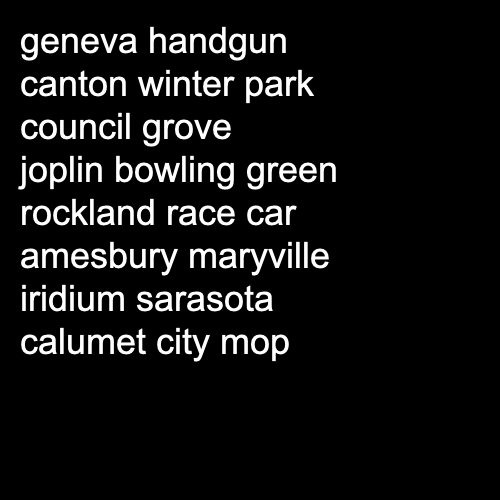 geneva handgun
canton winter park
council grove
joplin bowling green
rockland race car
amesbury maryville
iridium sarasota
calumet city mop